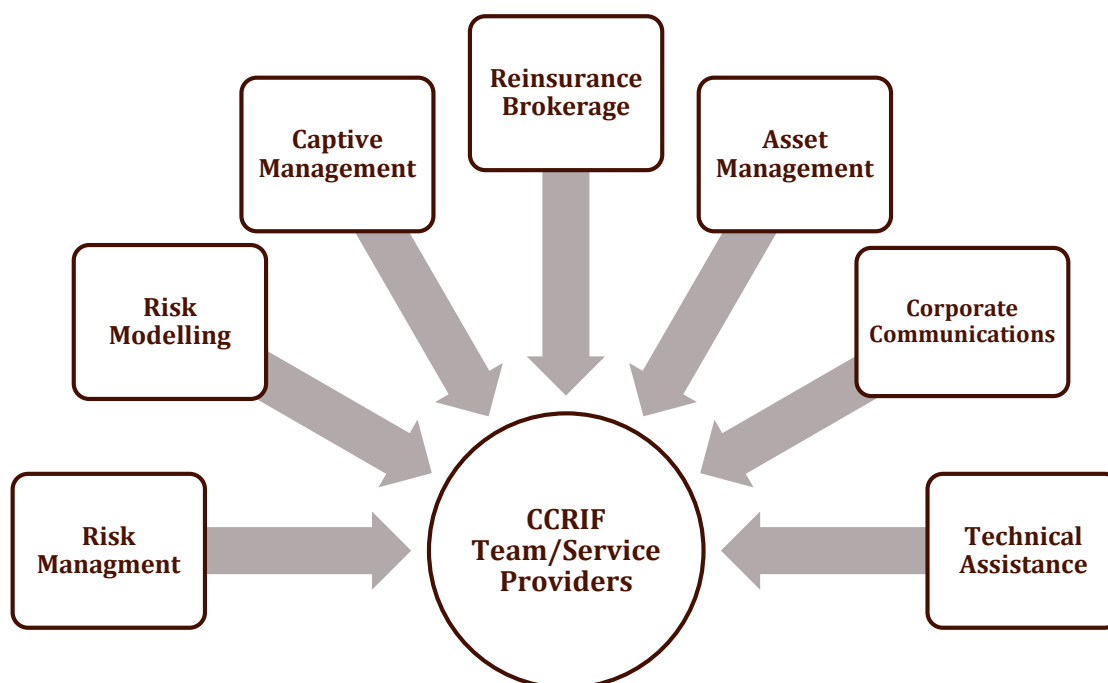 Reinsurance
Brokerage
Captive
Management
Asset
Management
Risk
Modelling
Corporate
Communications
Risk
Managment
CCRIF
Team/Service
Providers
Technical
Assistance